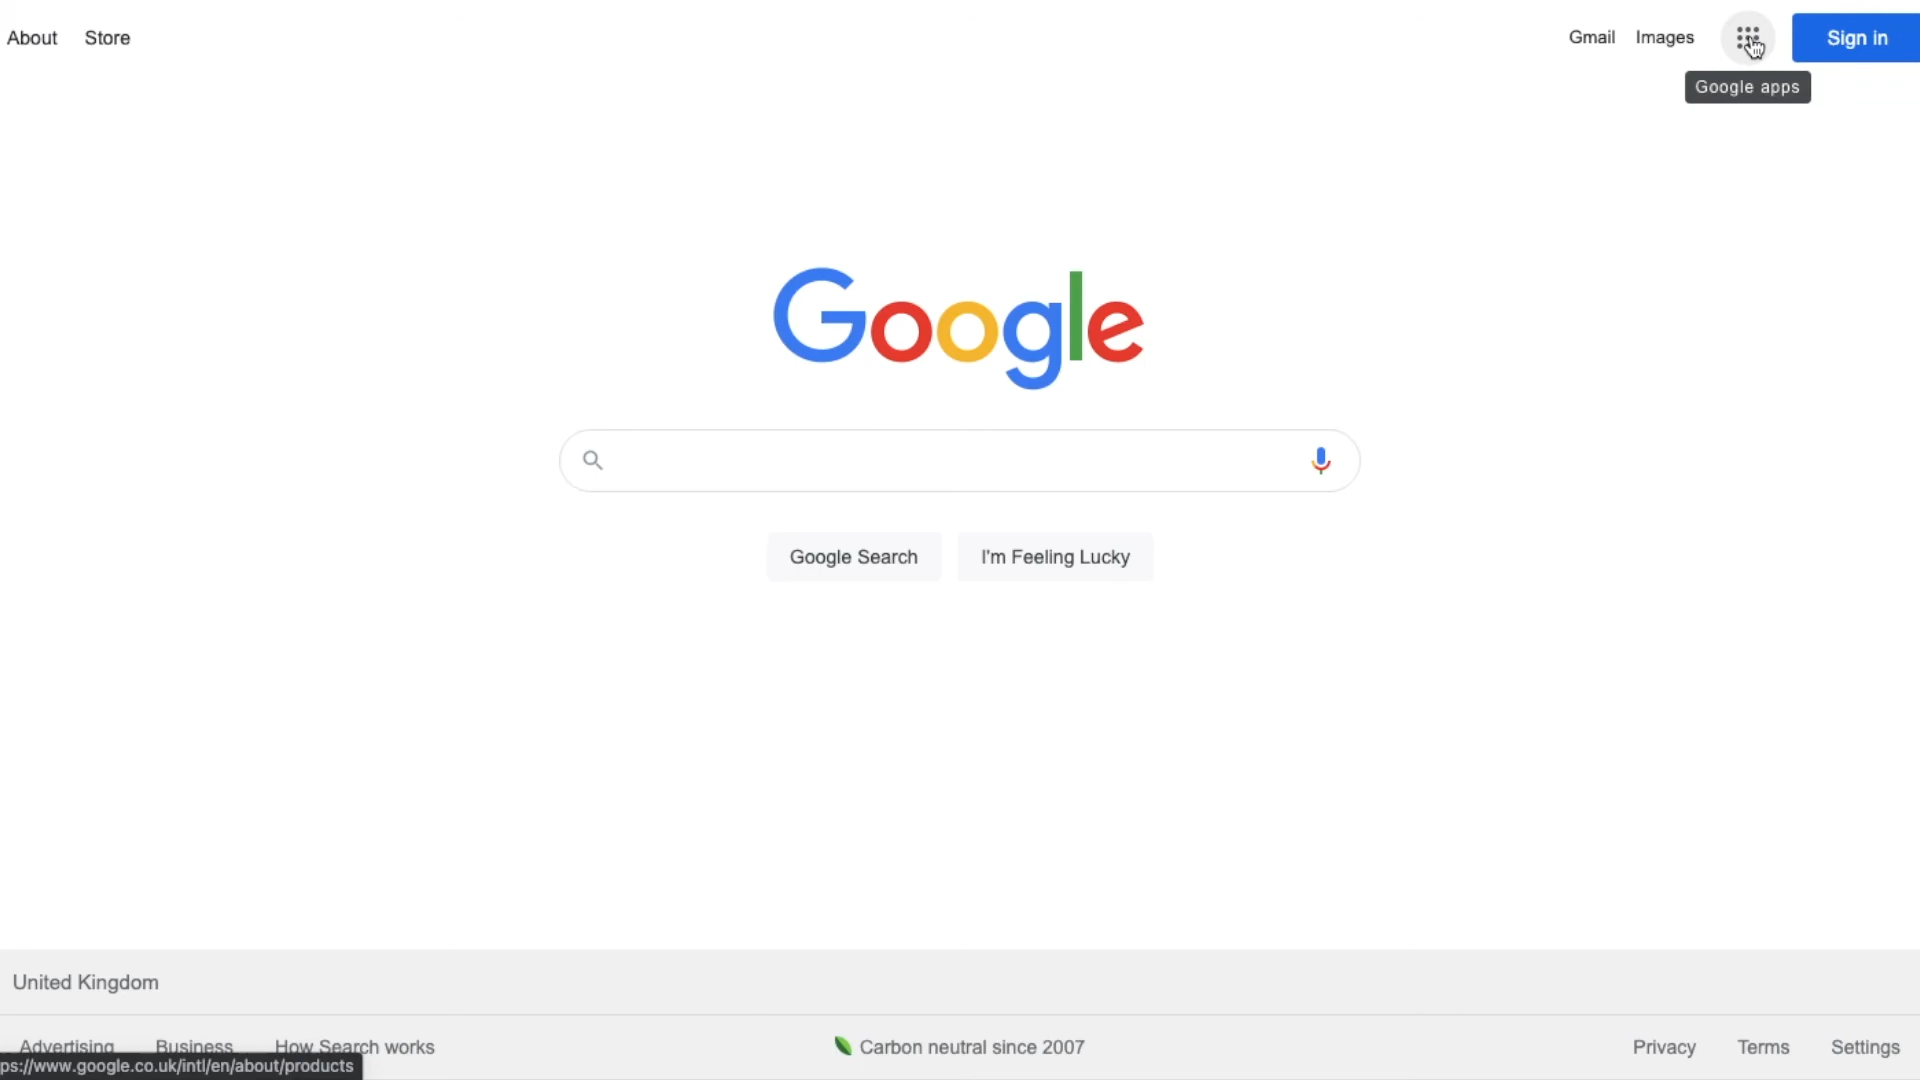 About Store Gmail Images Sign in
Google apps
Google
Google Search I'm Feeling Lucky
United Kingdom
Advertising Business How Search works Carbon neutral since 2007 Privacy Terms Settings
ps://www.google.co.uk/intl/en/about/products